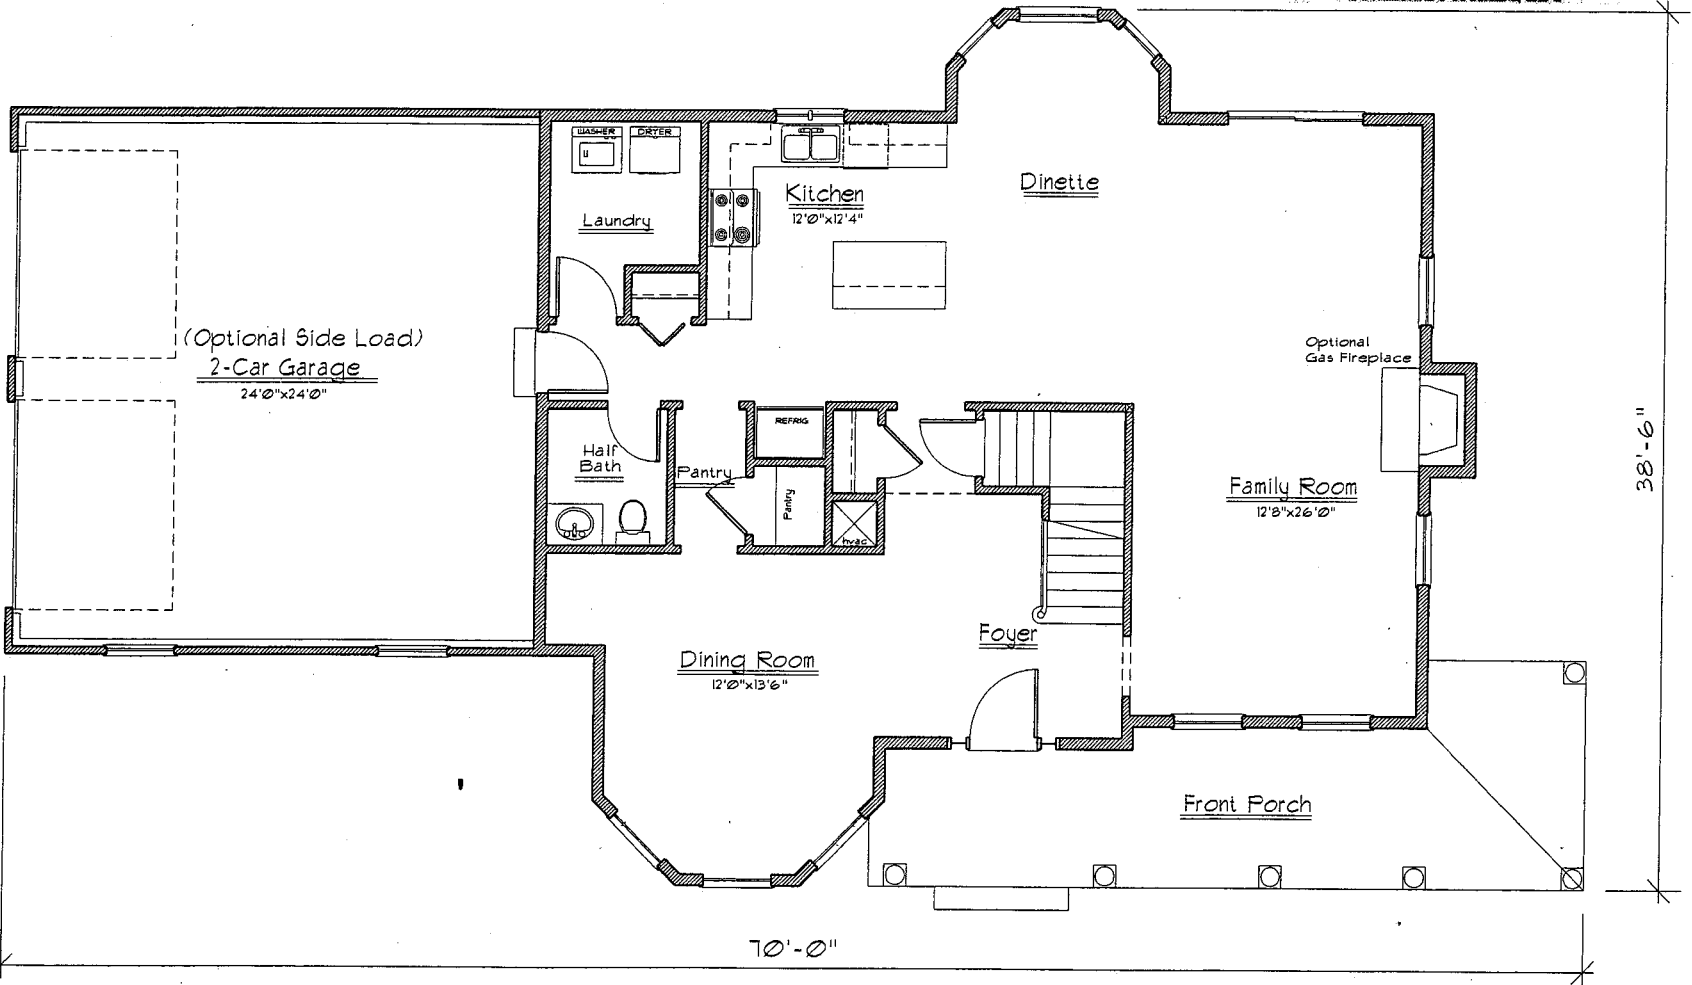 WASHER
DRYER
Laundry
Kitchen
12'0"x12'4"
Dinette
(Optional Side Load)
2-Car Garage
24'0"x24'0"
Optional
Gas Fireplace
REFRIG
Half
Bath
Pantry
Pantry
hvac
Family Room
12'8"x26'0"
38'-6"
Foyer
Dining Room
12'0"x13'6"
Front Porch
70'-0"